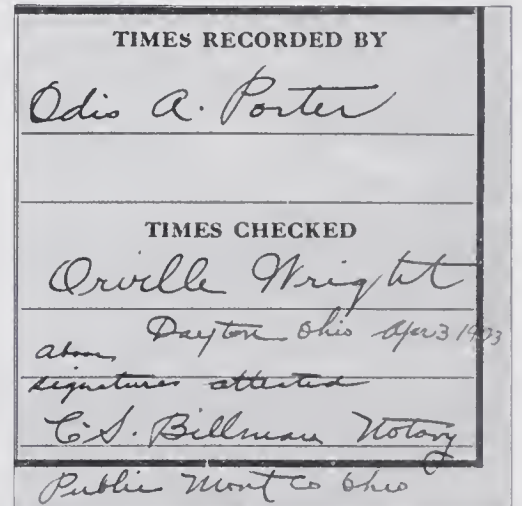 TIMES RECORDED BY
Odis A. Porter
TIMES CHECKED
Orville Wright
Dayton Ohio Apr 3 1903
above
signatures attested
C.S. Billman Notary
Public Mont Co Ohio